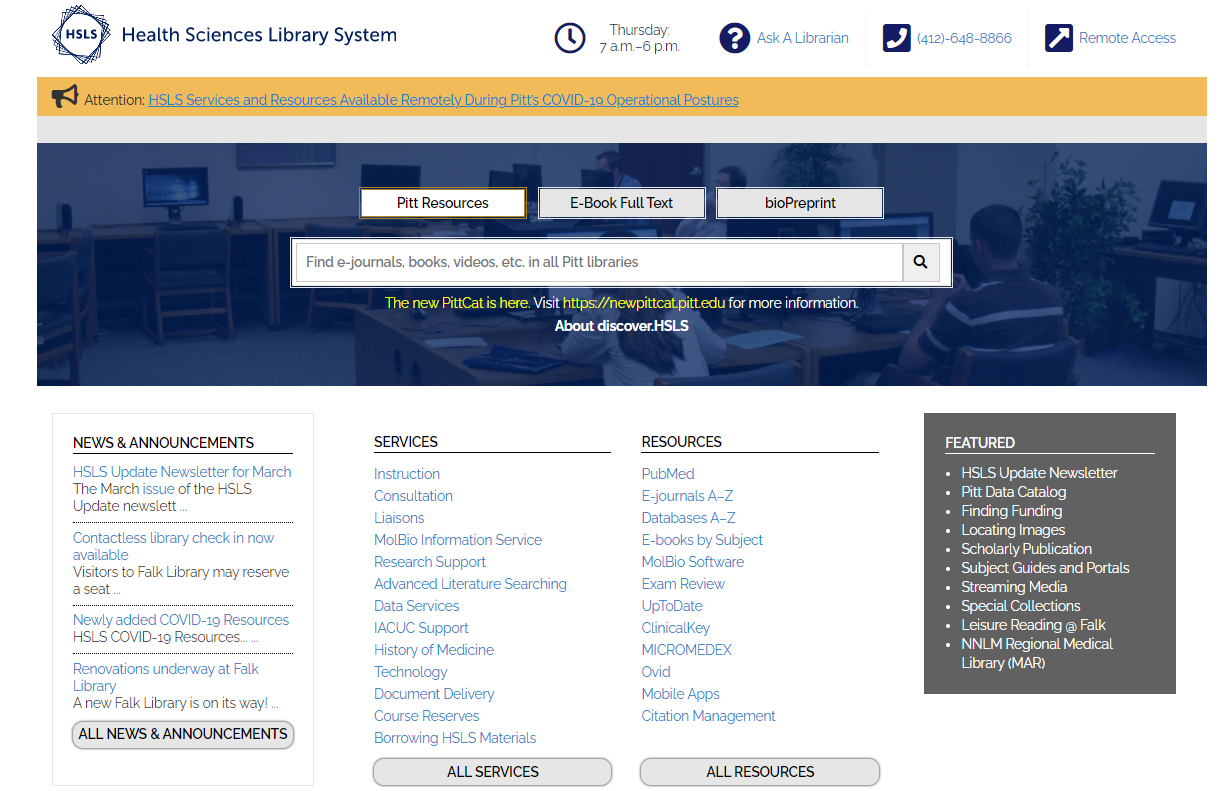 HSLS
Health Sciences Library System
Thursday:
7 a.m.–6 p.m.
Ask A Librarian
(412)-648-8866
Remote Access
Attention: HSLS Services and Resources Available Remotely During Pitt's COVID-19 Operational Postures
Pitt Resources
E-Book Full Text
bioPreprint
Find e-journals, books, videos, etc. in all Pitt libraries
The new PittCat is here. Visit https://newpittcat.pitt.edu for more information.
About discover.HSLS
NEWS & ANNOUNCEMENTS
HSLS Update Newsletter for March
The March issue of the HSLS
Update newslett ...
Contactless library check in now
available
Visitors to Falk Library may reserve
a seat ...
Newly added COVID-19 Resources
HSLS COVID-19 Resources... ...
Renovations underway at Falk
Library
A new Falk Library is on its way! ...
ALL NEWS & ANNOUNCEMENTS
SERVICES
Instruction
Consultation
Liaisons
MolBio Information Service
Research Support
Advanced Literature Searching
Data Services
IACUC Support
History of Medicine
Technology
Document Delivery
Course Reserves
Borrowing HSLS Materials
ALL SERVICES
RESOURCES
PubMed
E-journals A–Z
Databases A–Z
E-books by Subject
MolBio Software
Exam Review
UpToDate
ClinicalKey
MICROMEDEX
Ovid
Mobile Apps
Citation Management
ALL RESOURCES
FEATURED
• HSLS Update Newsletter
• Pitt Data Catalog
• Finding Funding
• Locating Images
• Scholarly Publication
• Subject Guides and Portals
• Streaming Media
• Special Collections
• Leisure Reading @ Falk
• NNLM Regional Medical
Library (MAR)